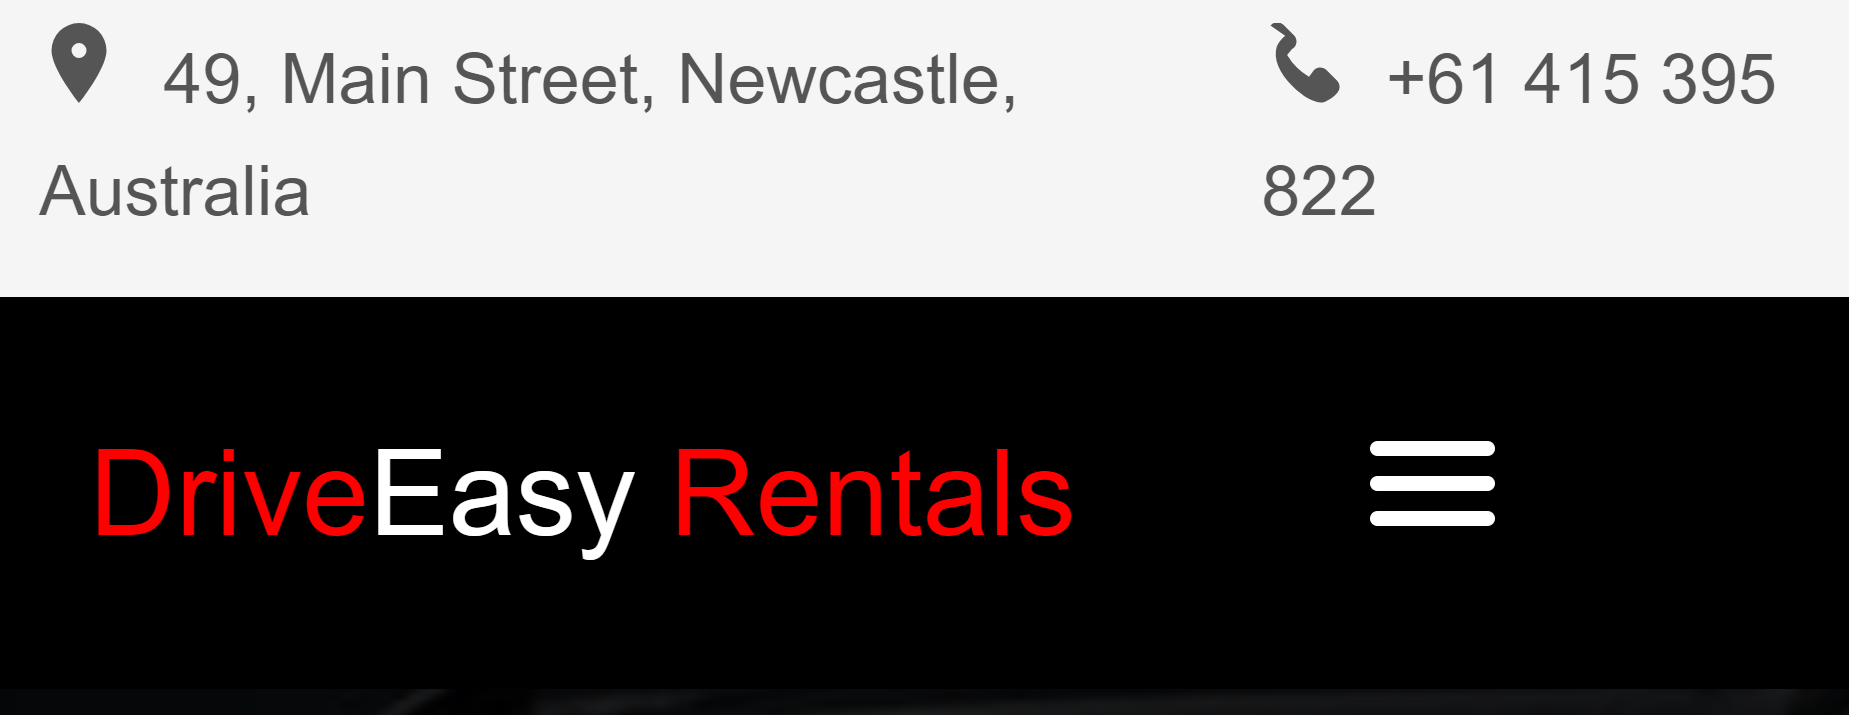 49, Main Street, Newcastle,
Australia
+61 415 395
822
DriveEasy Rentals